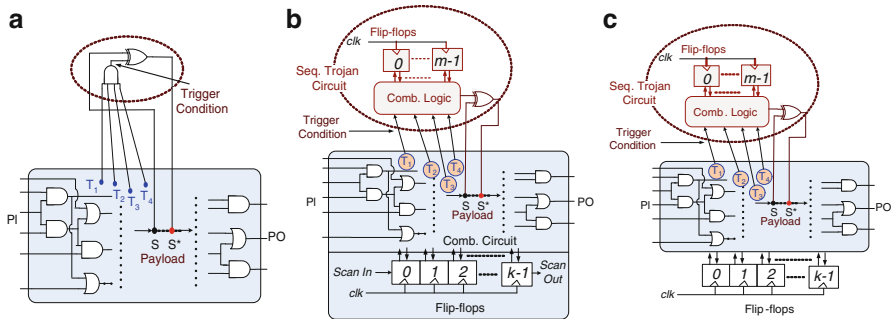 a
Trigger
Condition
T1
T2
T3
T4
PI
S
S*
Payload
PO
b
clk
Flip-flops
0
m-1
Seq. Trojan
Circuit
Comb. Logic
Trigger
Condition
T1
T2
T3
T4
PI
S
S*
Payload
PO
Comb. Circuit
Scan In
0
1
2
k-1
Scan
Out
clk
Flip-flops
c
Flip-flops
clk
0
m-1
Seq. Trojan
Circuit
Comb. Logic
Trigger
Condition
T1
T2
T3
T4
PI
S
S*
Payload
PO
0
1
2
k-1
clk
Flip-flops